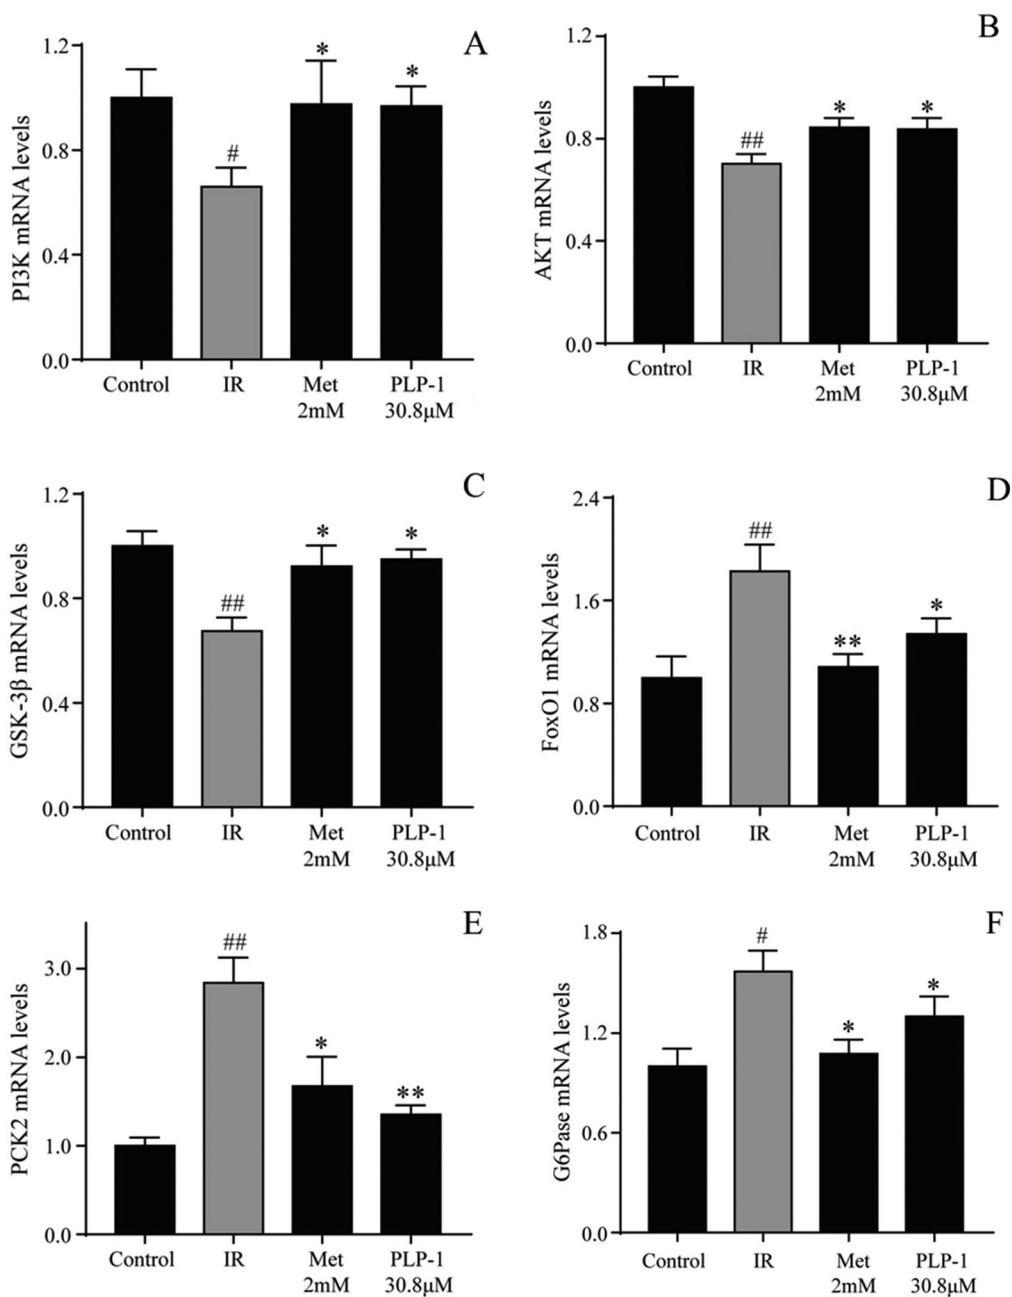 A
PI3K mRNA levels
1.2
0.8
0.4
0.0
#
*
*
Control IR Met PLP-1
2mM 30.8μM
B
AKT mRNA levels
1.2
0.8
0.4
0.0
##
*
*
Control IR Met PLP-1
2mM 30.8μM
C
GSK-3β mRNA levels
1.2
0.8
0.4
0.0
##
*
*
Control IR Met PLP-1
2mM 30.8μM
D
FoxO1 mRNA levels
2.4
1.6
0.8
0.0
##
**
*
Control IR Met PLP-1
2mM 30.8μM
E
PCK2 mRNA levels
3.0
2.0
1.0
0.0
##
*
**
Control IR Met PLP-1
2mM 30.8μM
F
G6Pase mRNA levels
1.8
1.2
0.6
0.0
#
*
*
Control IR Met PLP-1
2mM 30.8μM